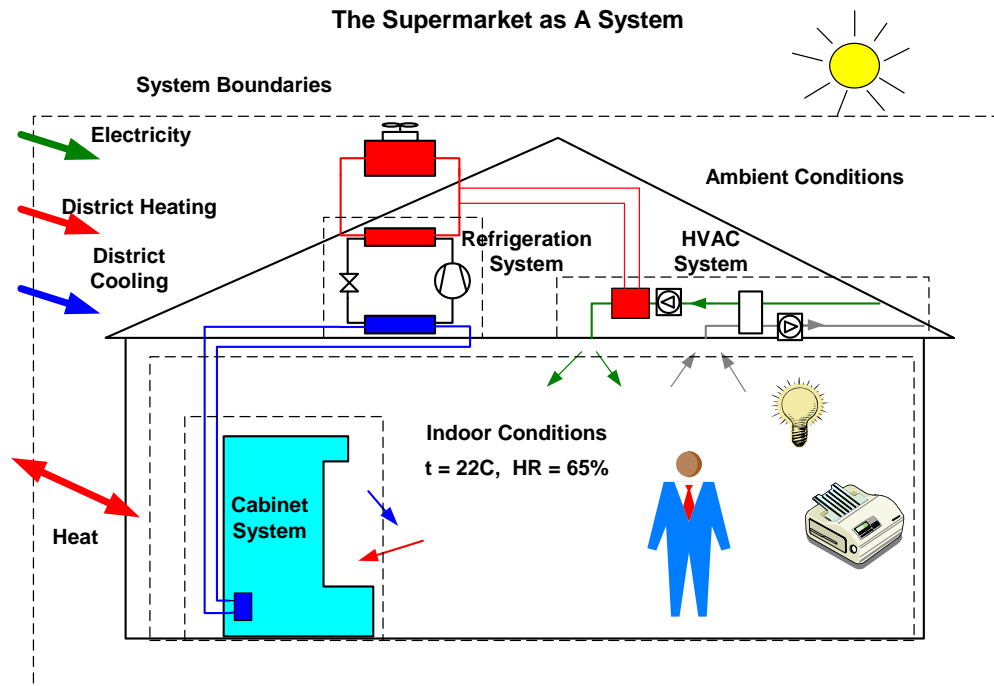 The Supermarket as A System
System Boundaries
Electricity
Ambient Conditions
District Heating
District
Cooling
Refrigeration
System
HVAC
System
Indoor Conditions
t = 22C, HR = 65%
Cabinet
System
Heat